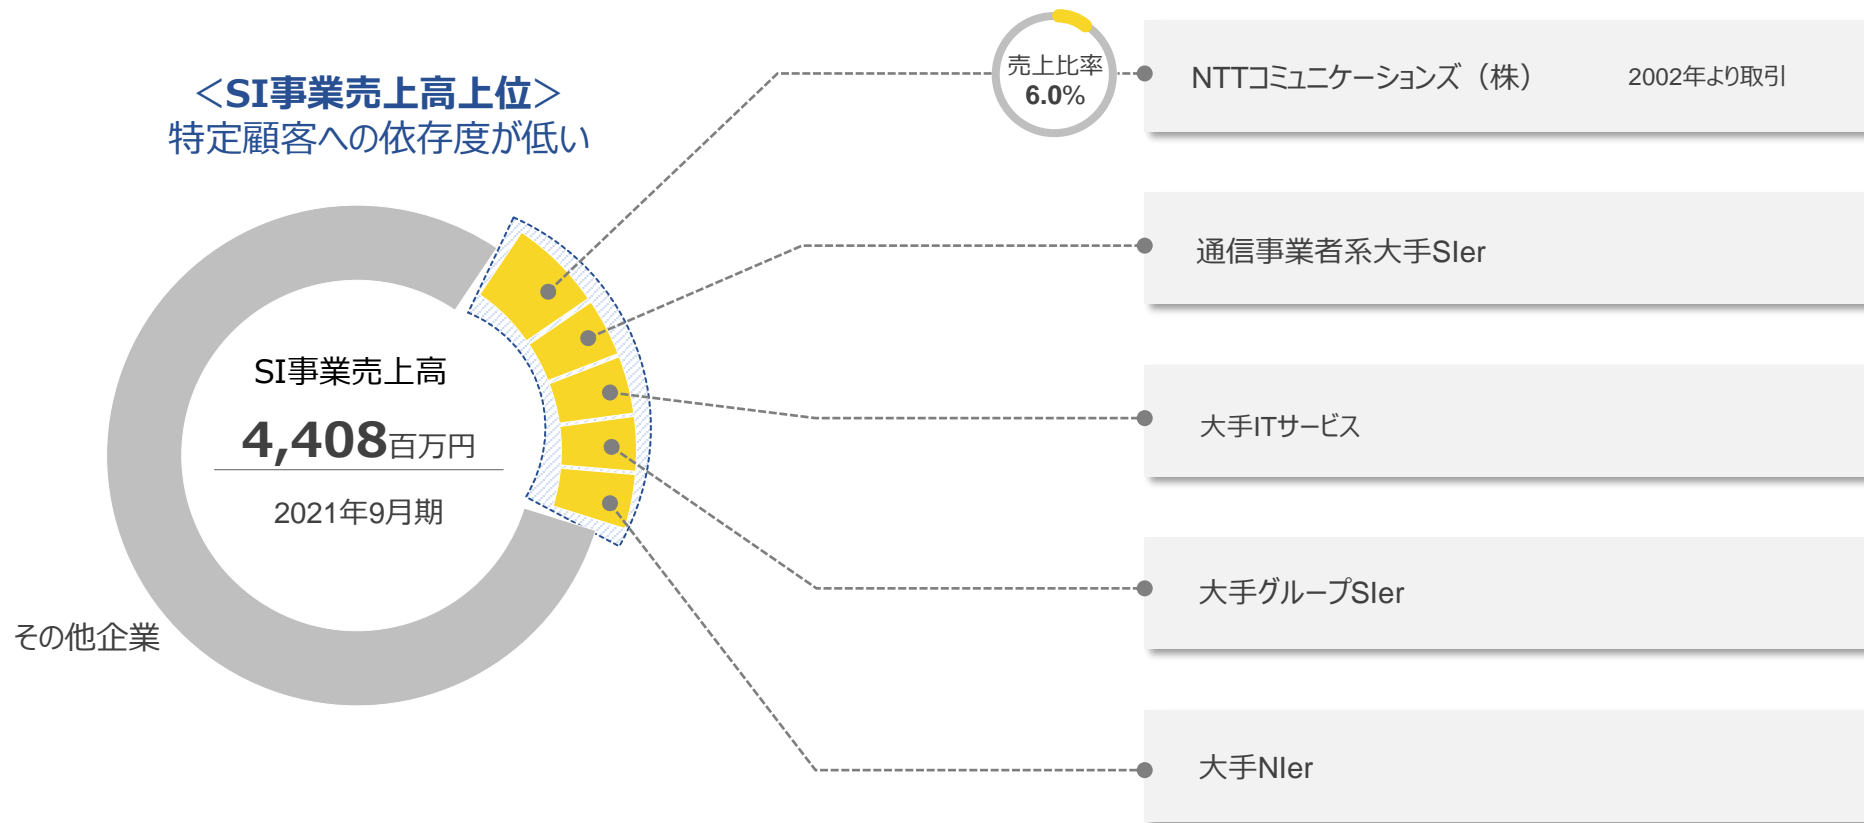 ＜SI事業売上高上位＞
特定顧客への依存度が低い
SI事業売上高
4,408百万円
2021年9月期
その他企業
売上比率
6.0%
NTTコミュニケーションズ（株） 2002年より取引
通信事業者系大手SIer
大手ITサービス
大手グループSIer
大手NIer